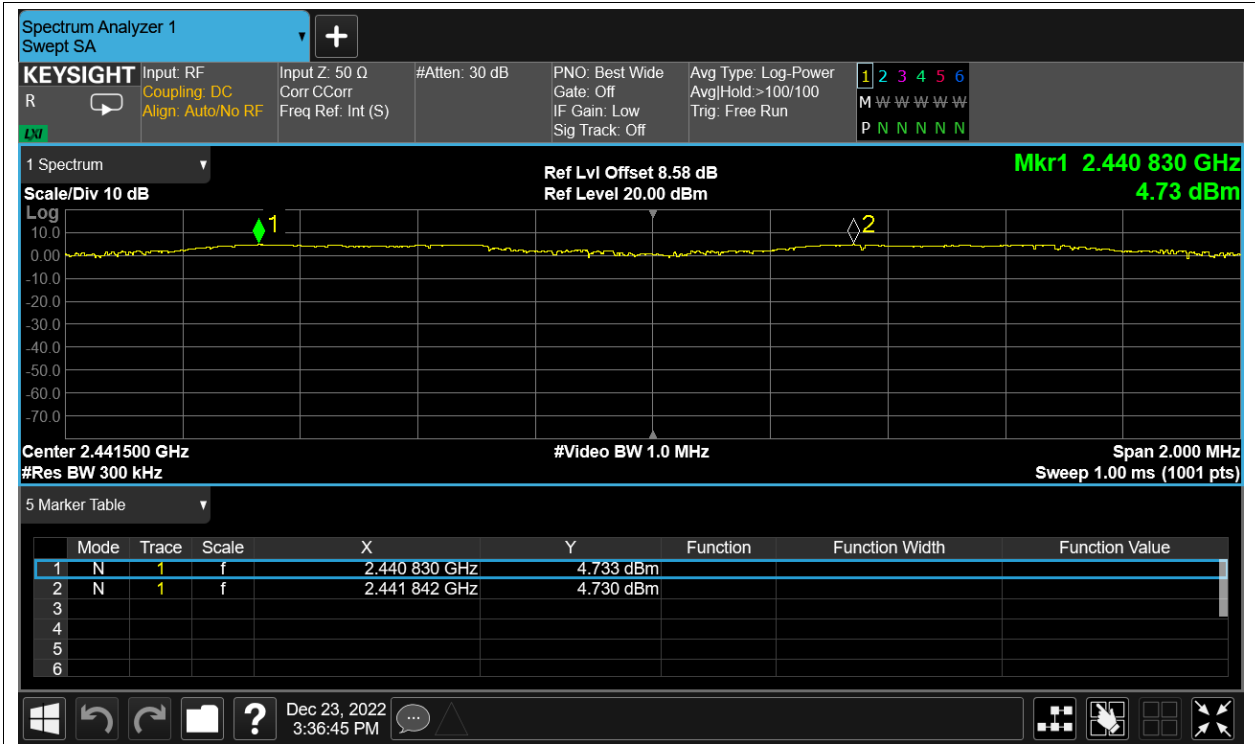 Spectrum Analyzer 1
Swept SA
KEYSIGHT
R
LXI
Input: RF
Coupling: DC
Align: Auto/No RF
Input Z: 50 Ω
Corr CCorr
Freq Ref: Int (S)
#Atten: 30 dB
PNO: Best Wide
Gate: Off
IF Gain: Low
Sig Track: Off
Avg Type: Log-Power
Avg|Hold:>100/100
Trig: Free Run
1 2 3 4 5 6
M W W W W W
P N N N N N
1 Spectrum
Scale/Div 10 dB
Ref Lvl Offset 8.58 dB
Ref Level 20.00 dBm
Mkr1 2.440 830 GHz
4.73 dBm
Log
10.0
0.00
-10.0
-20.0
-30.0
-40.0
-50.0
-60.0
-70.0
1
2
Center 2.441500 GHz
#Res BW 300 kHz
#Video BW 1.0 MHz
Span 2.000 MHz
Sweep 1.00 ms (1001 pts)
5 Marker Table
Mode Trace Scale X Y Function Function Width Function Value
1 N 1 f 2.440 830 GHz 4.733 dBm
2 N 1 f 2.441 842 GHz 4.730 dBm
3
4
5
6
?
Dec 23, 2022
3:36:45 PM